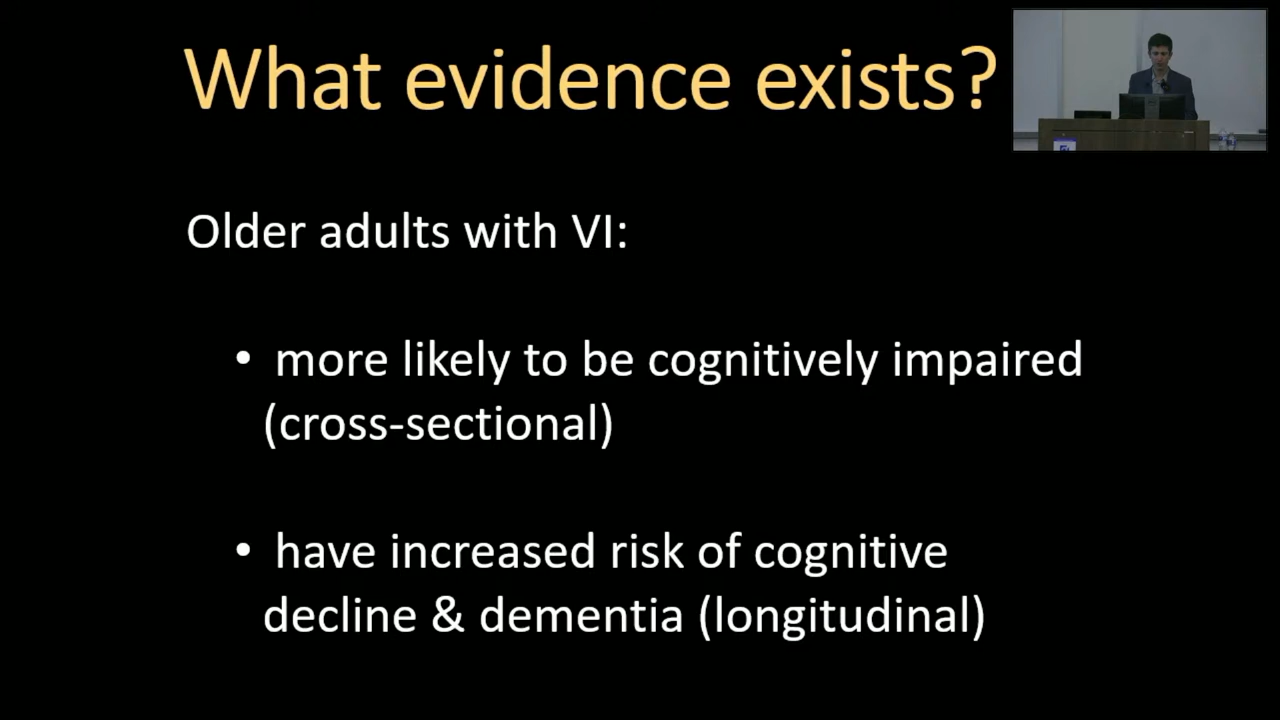 What evidence exists?
Older adults with VI:
• more likely to be cognitively impaired
(cross-sectional)
• have increased risk of cognitive
decline & dementia (longitudinal)